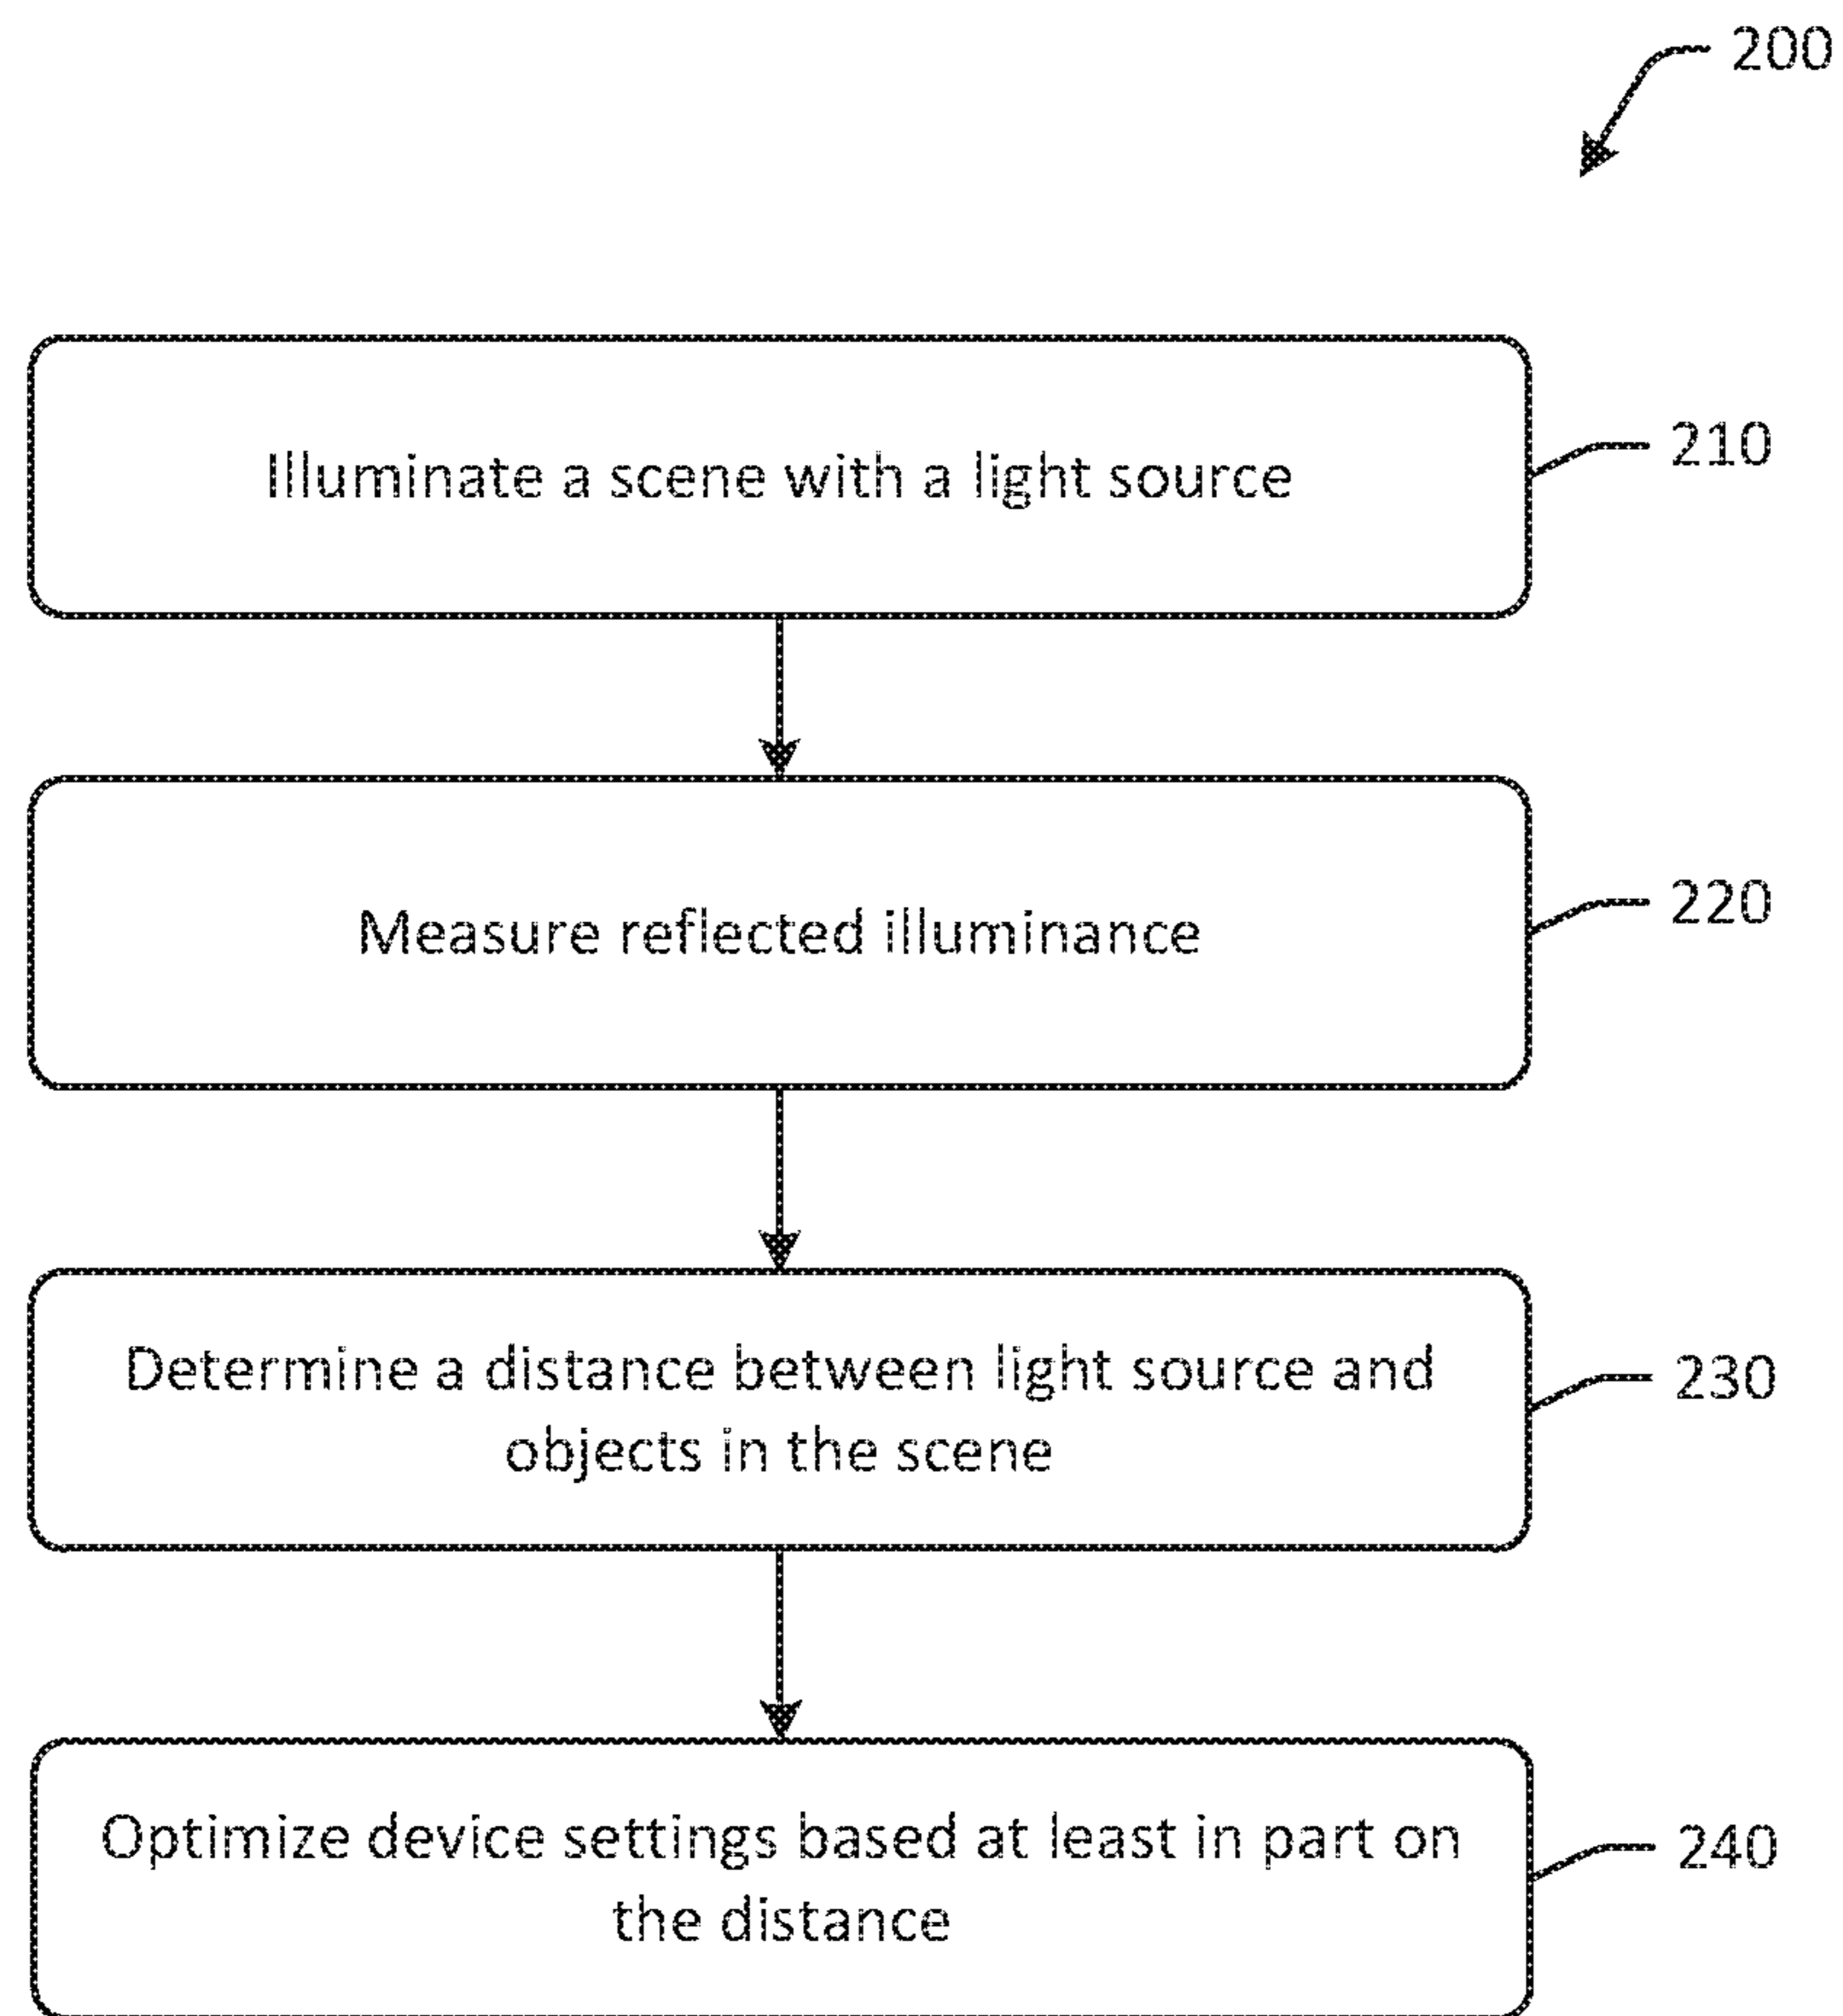 200
Illuminate a scene with a light source
210
Measure reflected illuminance
220
Determine a distance between light source and
objects in the scene
230
Optimize device settings based at least in part on
the distance
240